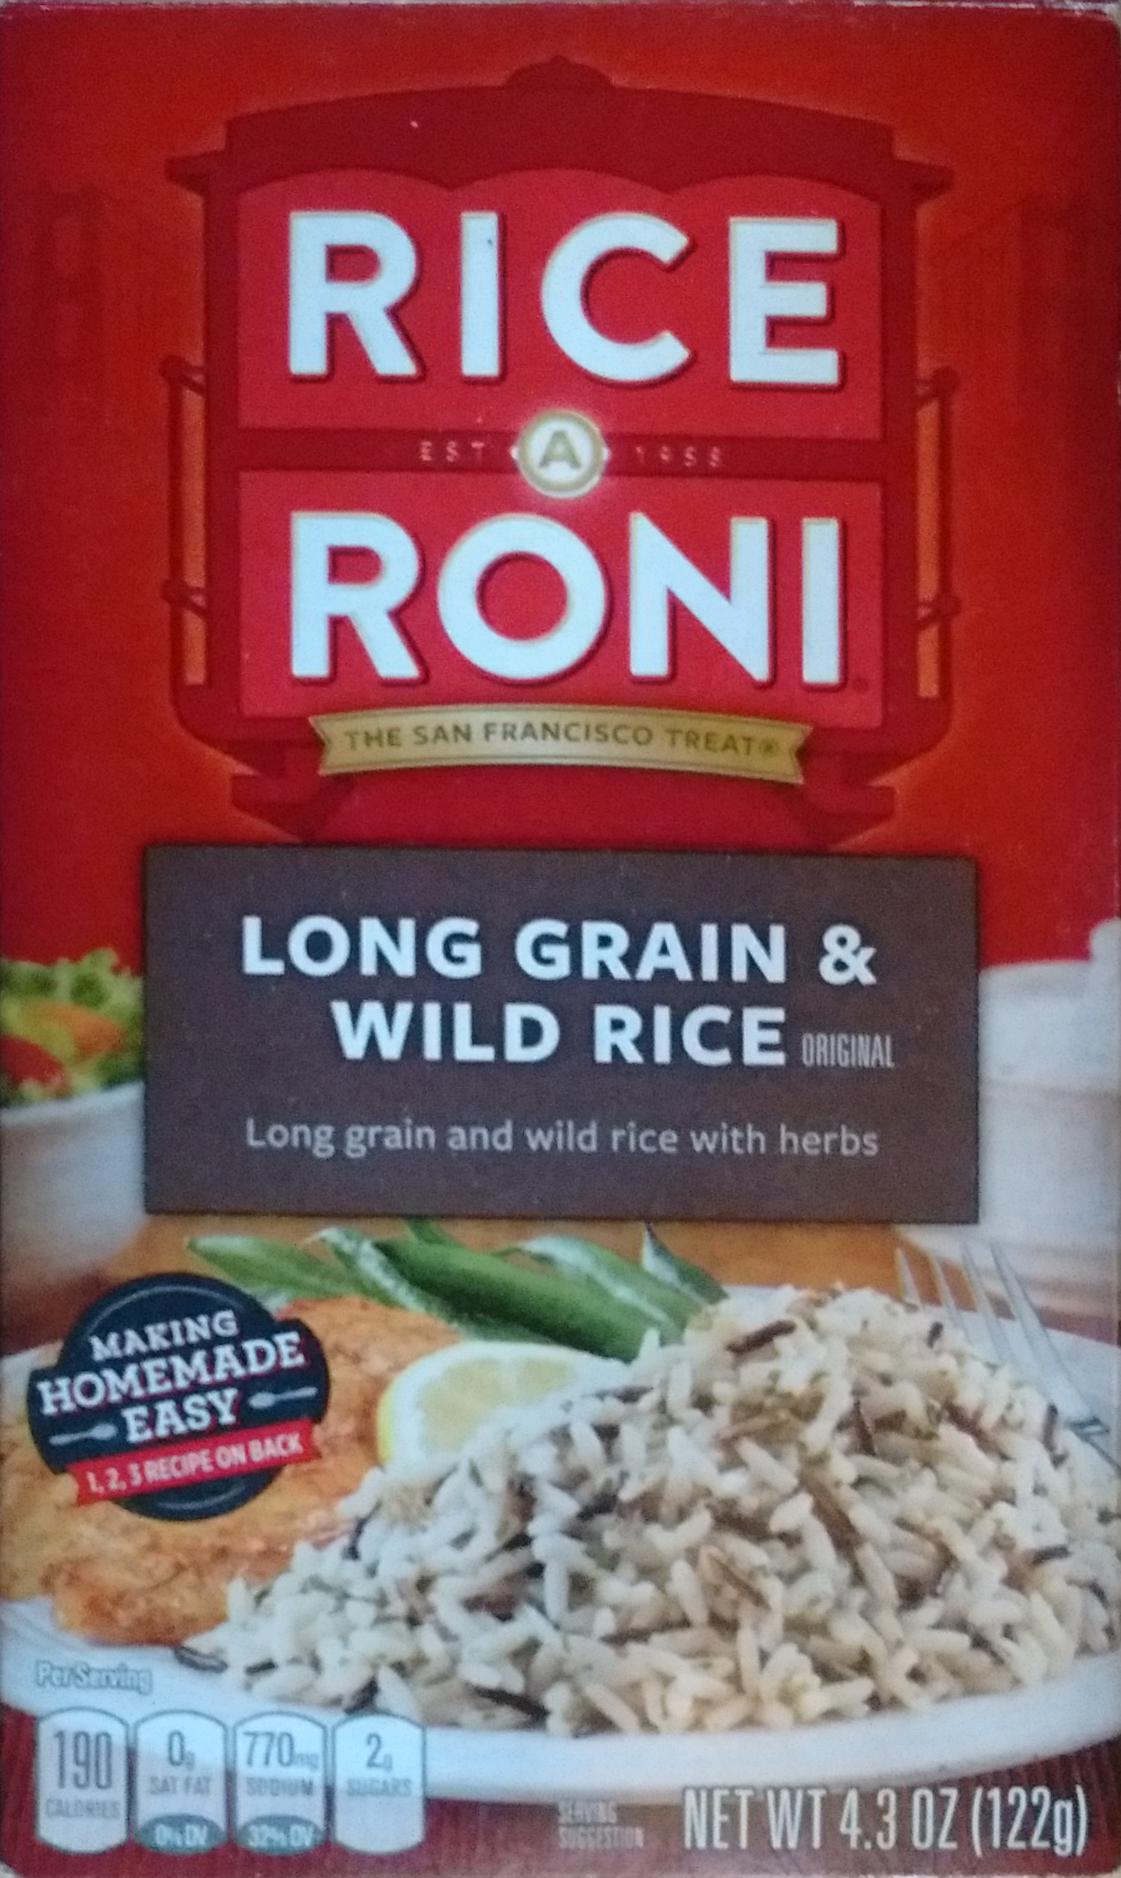 RICE
EST A 1958
RONI®
THE SAN FRANCISCO TREAT®
LONG GRAIN &
WILD RICE ORIGINAL
Long grain and wild rice with herbs
MAKING
HOMEMADE
EASY
1, 2, 3 RECIPE ON BACK
Per Serving
190 0g 770mg 2g
CALORIES SAT FAT SODIUM SUGARS
0% DV 32% DV
SERVING
SUGGESTION
NET WT 4.3 OZ (122g)